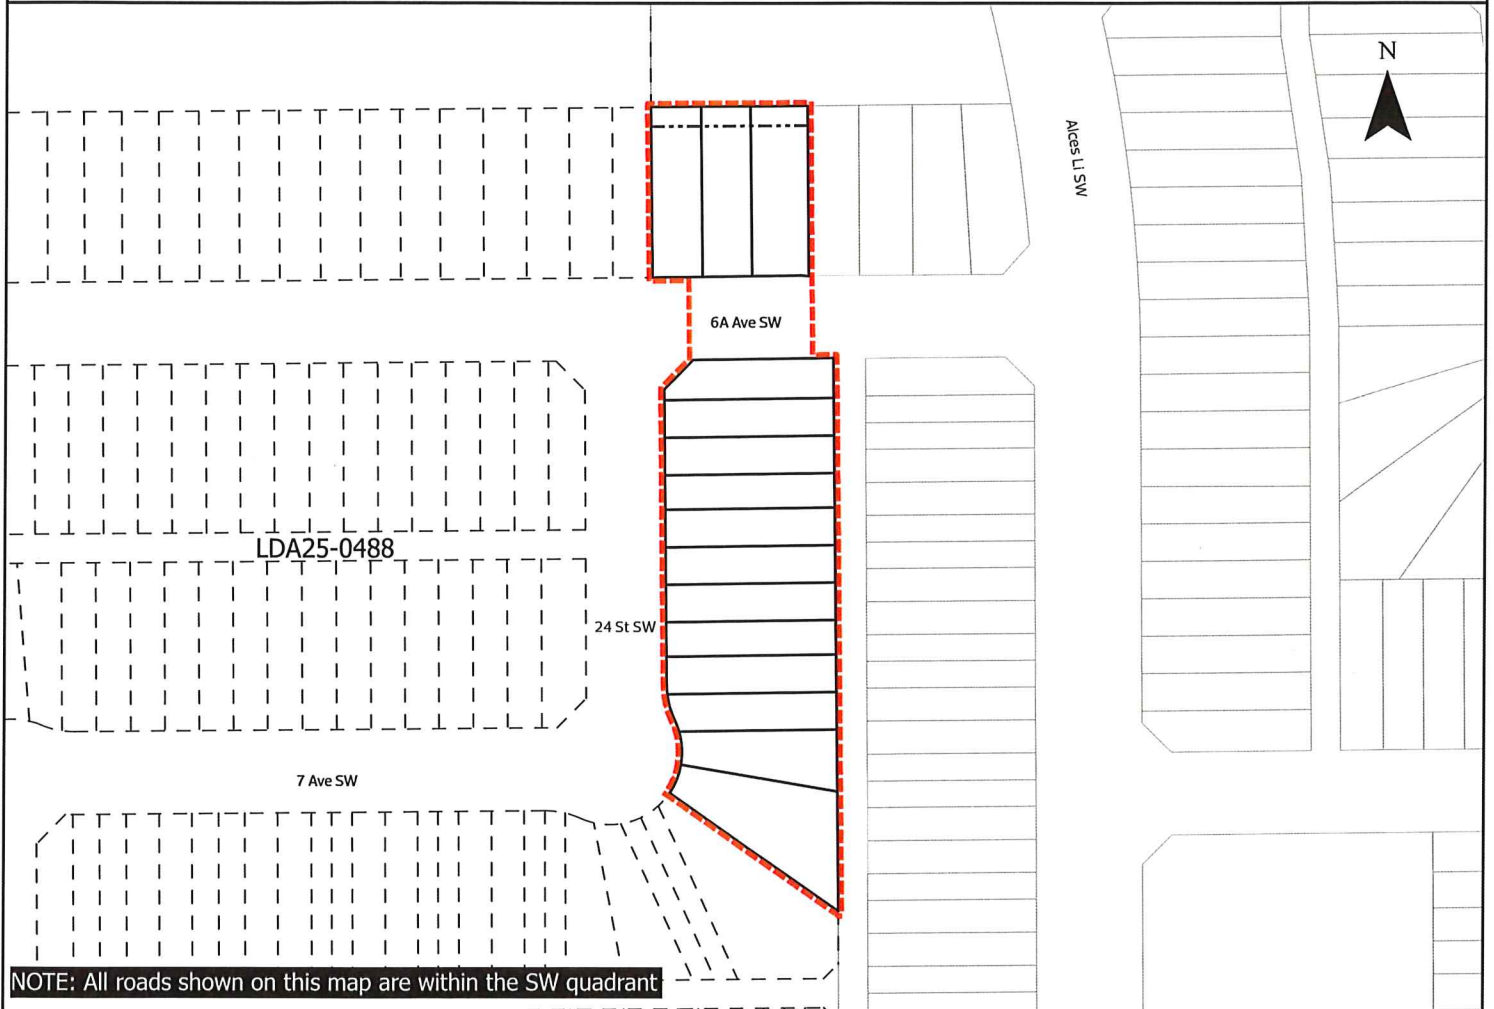 N
Alces Li SW
6A Ave SW
LDA25-0488
24 St SW
7 Ave SW
NOTE: All roads shown on this map are within the SW quadrant